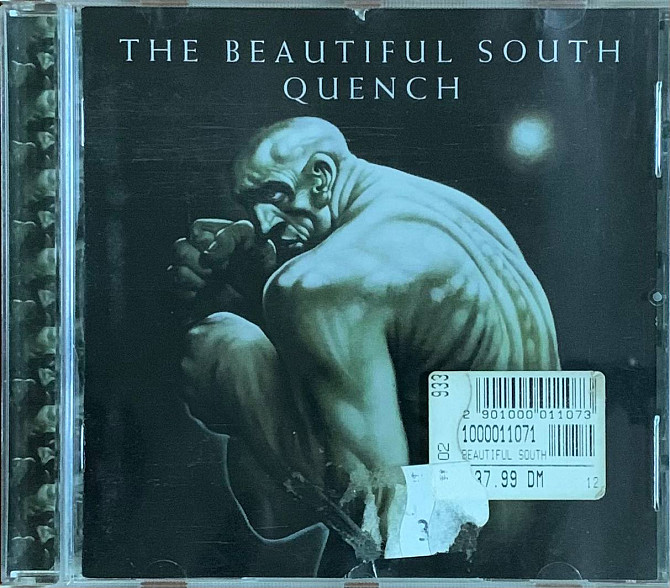 THE BEAUTIFUL SOUTH
QUENCH
933
2 901000 011073
1000011071
02
BEAUTIFUL SOUTH
37.99 DM
12